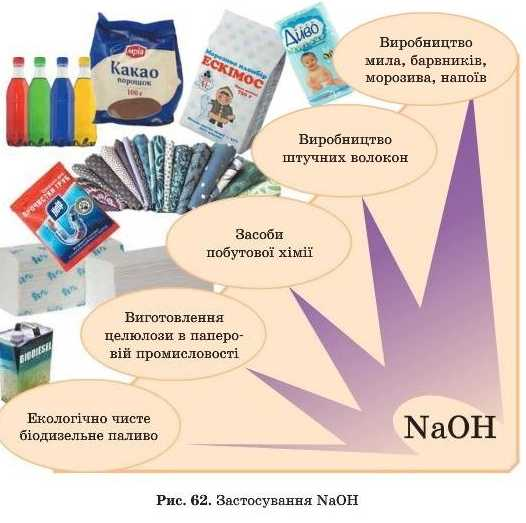 Виробництво
мила, барвників,
морозива, напоїв
Виробництво
штучних волокон
Засоби
побутової хімії
Виготовлення
целюлози в паперо-
вій промисловості
Екологічно чисте
біодизельне паливо
NaOH
мрія
Какао
порошок
100 г
ЕСКІМОС
BIODIESEL
Рис. 62. Застосування NaOH